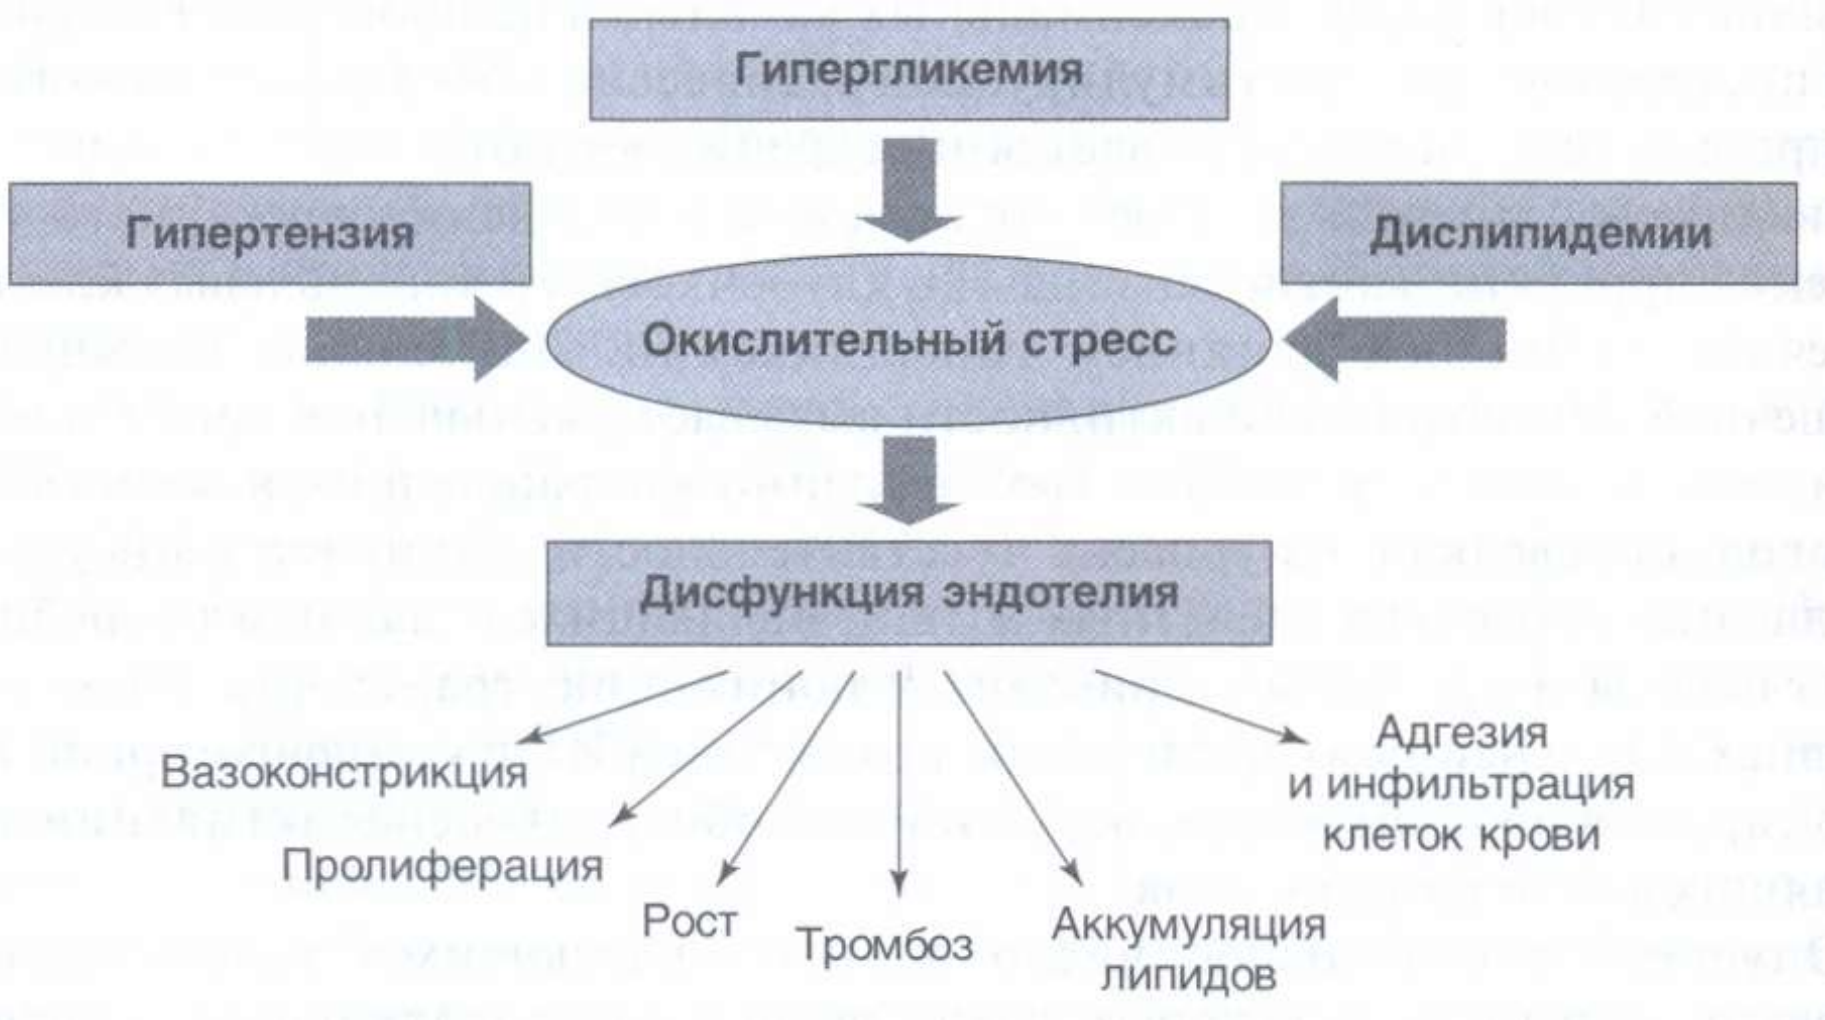 Гипергликемия
Гипертензия
Дислипидемии
Окислительный стресс
Дисфункция эндотелия
Вазоконстрикция
Пролиферация
Рост
Тромбоз
Аккумуляция
липидов
Адгезия
и инфильтрация
клеток крови